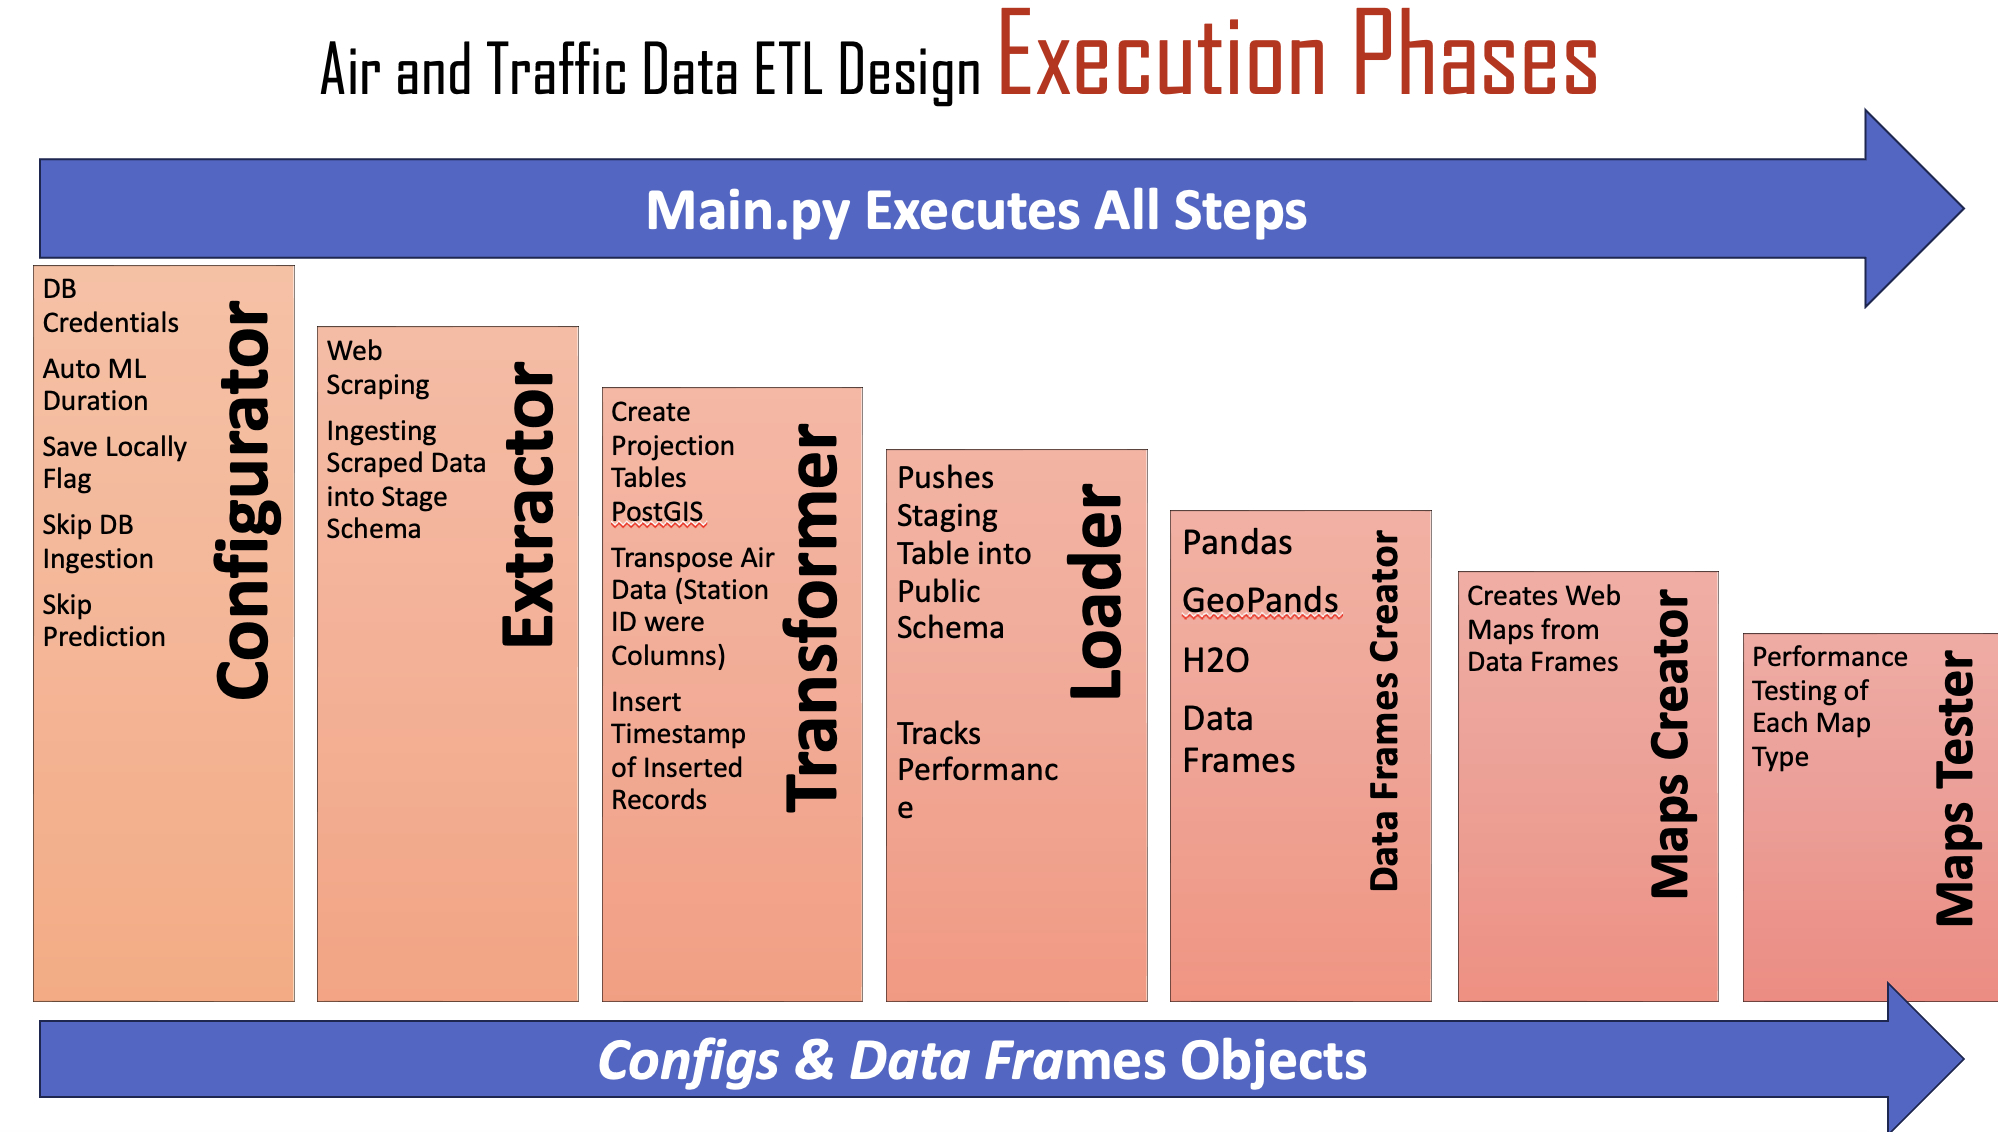 Air and Traffic Data ETL Design Execution Phases
Main.py Executes All Steps
DB
Credentials
Auto ML
Duration
Save Locally
Flag
Skip DB
Ingestion
Skip
Prediction
Configurator
Web
Scraping
Ingesting
Scraped Data
into Stage
Schema
Extractor
Create
Projection
Tables
PostGIS
Transpose Air
Data (Station
ID were
Columns)
Insert
Timestamp
of Inserted
Records
Transformer
Pushes
Staging
Table into
Public
Schema
Tracks
Performanc
e
Loader
Pandas
GeoPands
H2O
Data
Frames
Data Frames Creator
Creates Web
Maps from
Data Frames
Maps Creator
Performance
Testing of
Each Map
Type
Maps Tester
Configs & Data Frames Objects